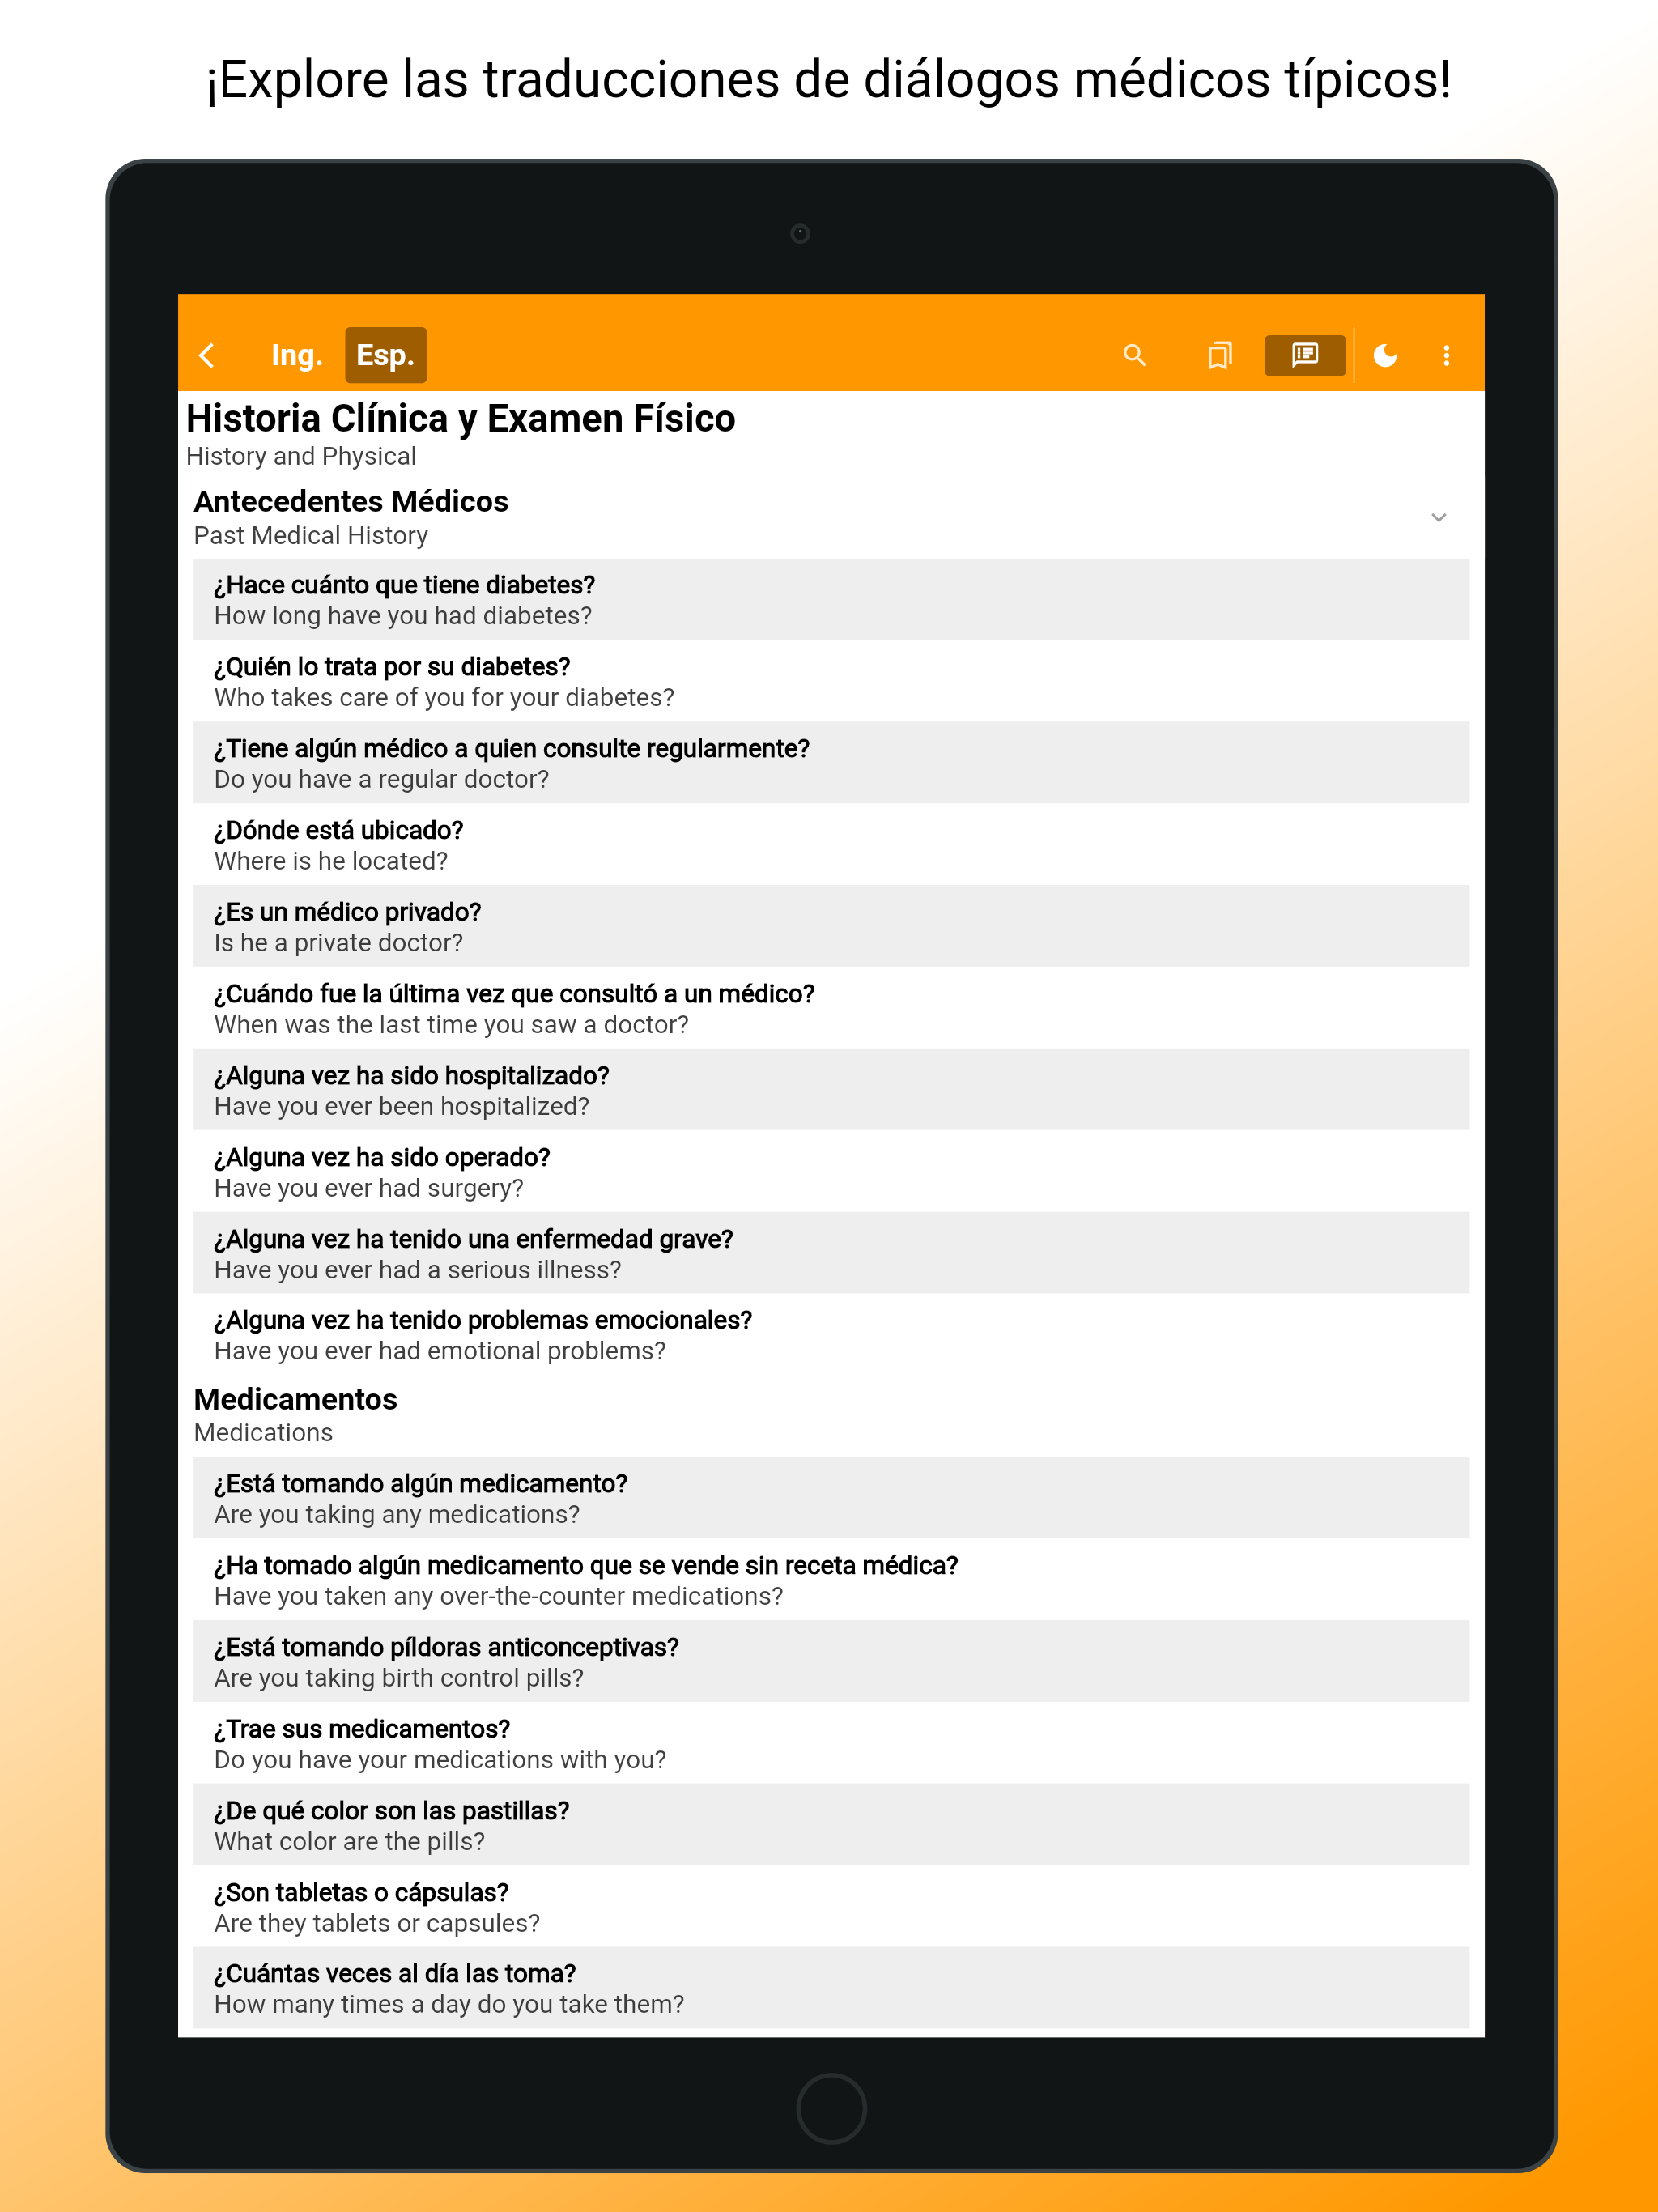 ¡Explore las traducciones de diálogos médicos típicos!
Ing. Esp.
Historia Clínica y Examen Físico
History and Physical
Antecedentes Médicos
Past Medical History
¿Hace cuánto que tiene diabetes?
How long have you had diabetes?
¿Quién lo trata por su diabetes?
Who takes care of you for your diabetes?
¿Tiene algún médico a quien consulte regularmente?
Do you have a regular doctor?
¿Dónde está ubicado?
Where is he located?
¿Es un médico privado?
Is he a private doctor?
¿Cuándo fue la última vez que consultó a un médico?
When was the last time you saw a doctor?
¿Alguna vez ha sido hospitalizado?
Have you ever been hospitalized?
¿Alguna vez ha sido operado?
Have you ever had surgery?
¿Alguna vez ha tenido una enfermedad grave?
Have you ever had a serious illness?
¿Alguna vez ha tenido problemas emocionales?
Have you ever had emotional problems?
Medicamentos
Medications
¿Está tomando algún medicamento?
Are you taking any medications?
¿Ha tomado algún medicamento que se vende sin receta médica?
Have you taken any over-the-counter medications?
¿Está tomando píldoras anticonceptivas?
Are you taking birth control pills?
¿Trae sus medicamentos?
Do you have your medications with you?
¿De qué color son las pastillas?
What color are the pills?
¿Son tabletas o cápsulas?
Are they tablets or capsules?
¿Cuántas veces al día las toma?
How many times a day do you take them?